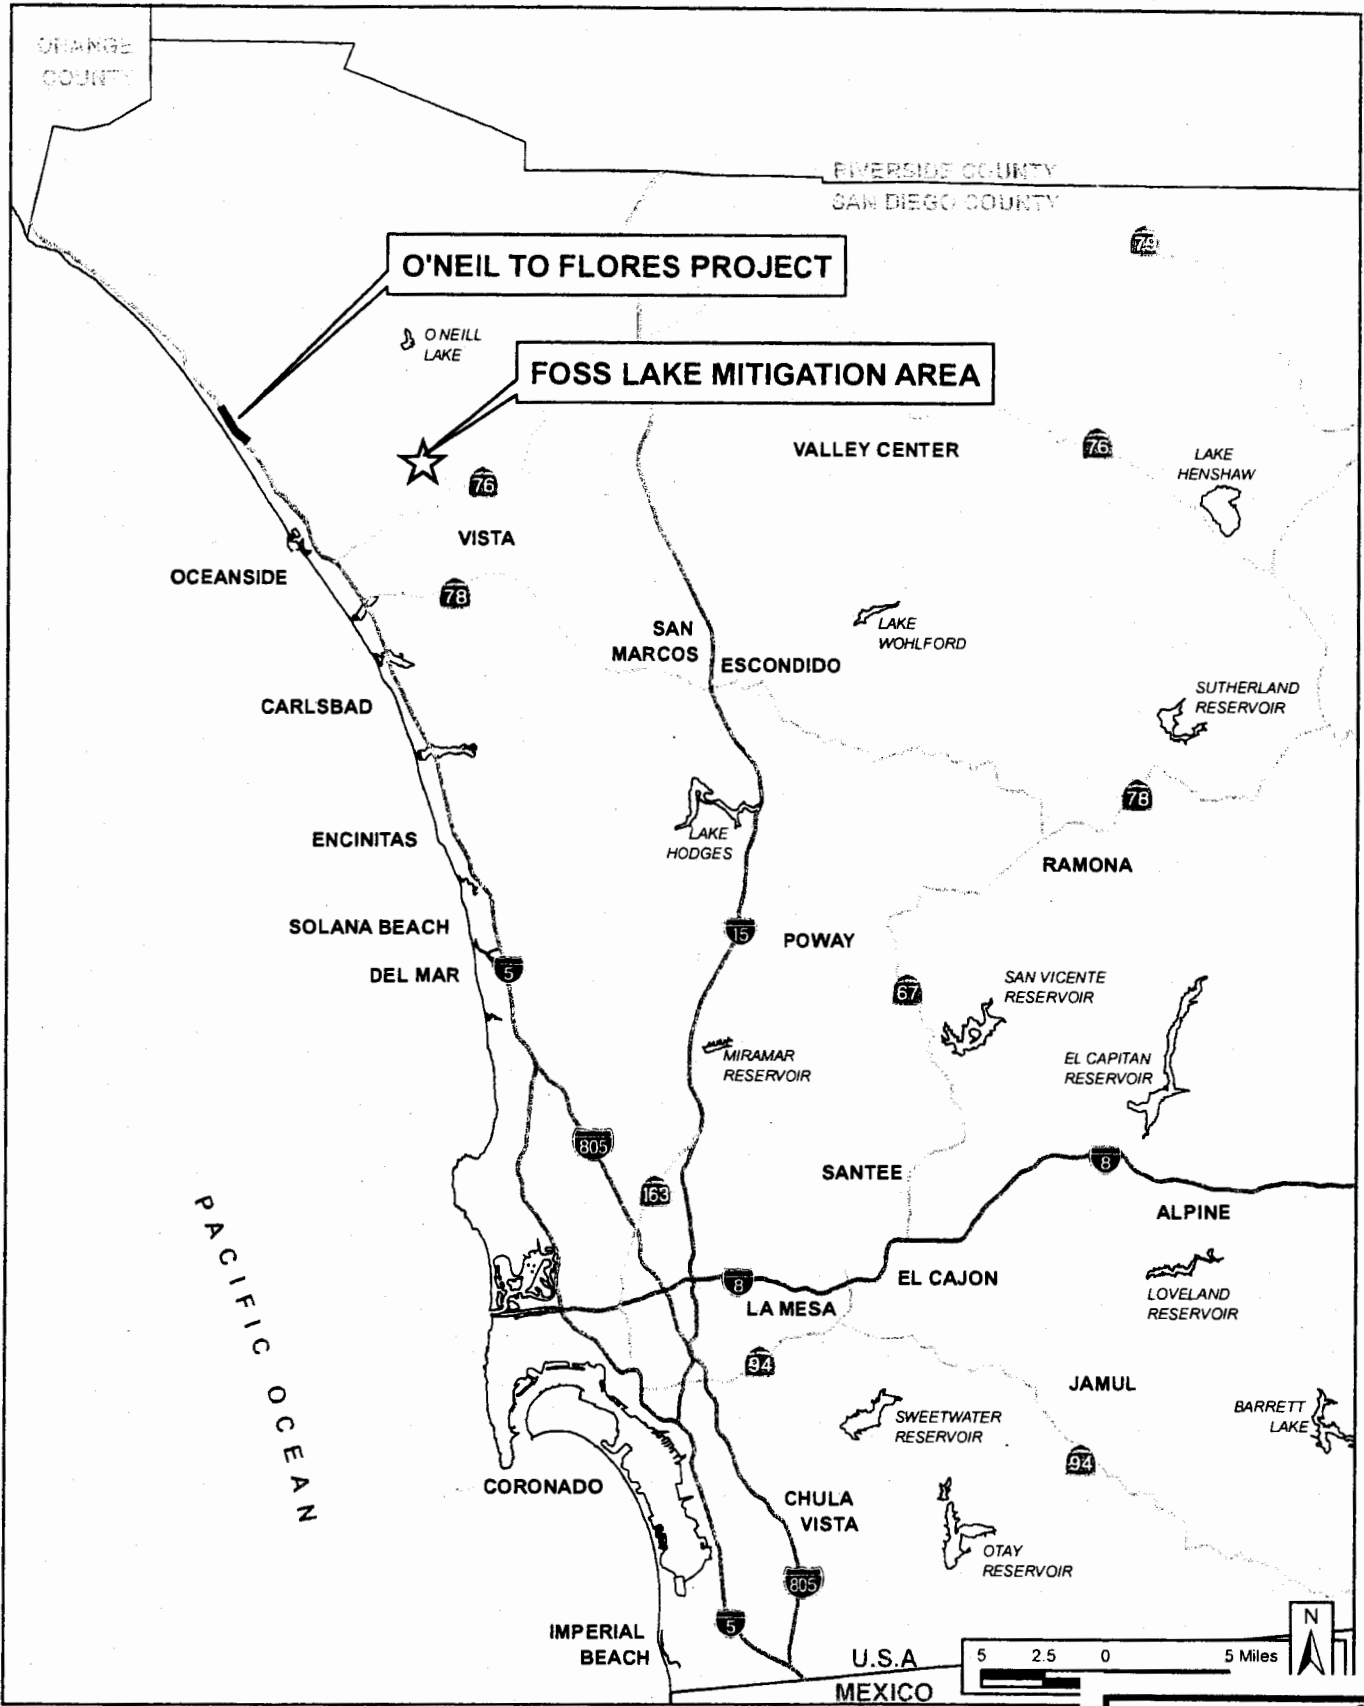 ORANGE
COUNTY
RIVERSIDE COUNTY
SAN DIEGO COUNTY
79
O'NEIL TO FLORES PROJECT
O NEILL
LAKE
FOSS LAKE MITIGATION AREA
VALLEY CENTER
76
LAKE
HENSHAW
76
VISTA
OCEANSIDE
78
SAN
MARCOS
ESCONDIDO
LAKE
WOHLFORD
SUTHERLAND
RESERVOIR
CARLSBAD
78
ENCINITAS
LAKE
HODGES
RAMONA
SOLANA BEACH
15
POWAY
DEL MAR
5
67
SAN VICENTE
RESERVOIR
MIRAMAR
RESERVOIR
EL CAPITAN
RESERVOIR
805
8
SANTEE
163
ALPINE
PACIFIC OCEAN
8
EL CAJON
LA MESA
LOVELAND
RESERVOIR
94
JAMUL
SWEETWATER
RESERVOIR
BARRETT
LAKE
94
CORONADO
CHULA
VISTA
OTAY
RESERVOIR
805
5
IMPERIAL
BEACH
U.S.A
MEXICO
5 2.5 0 5 Miles
N